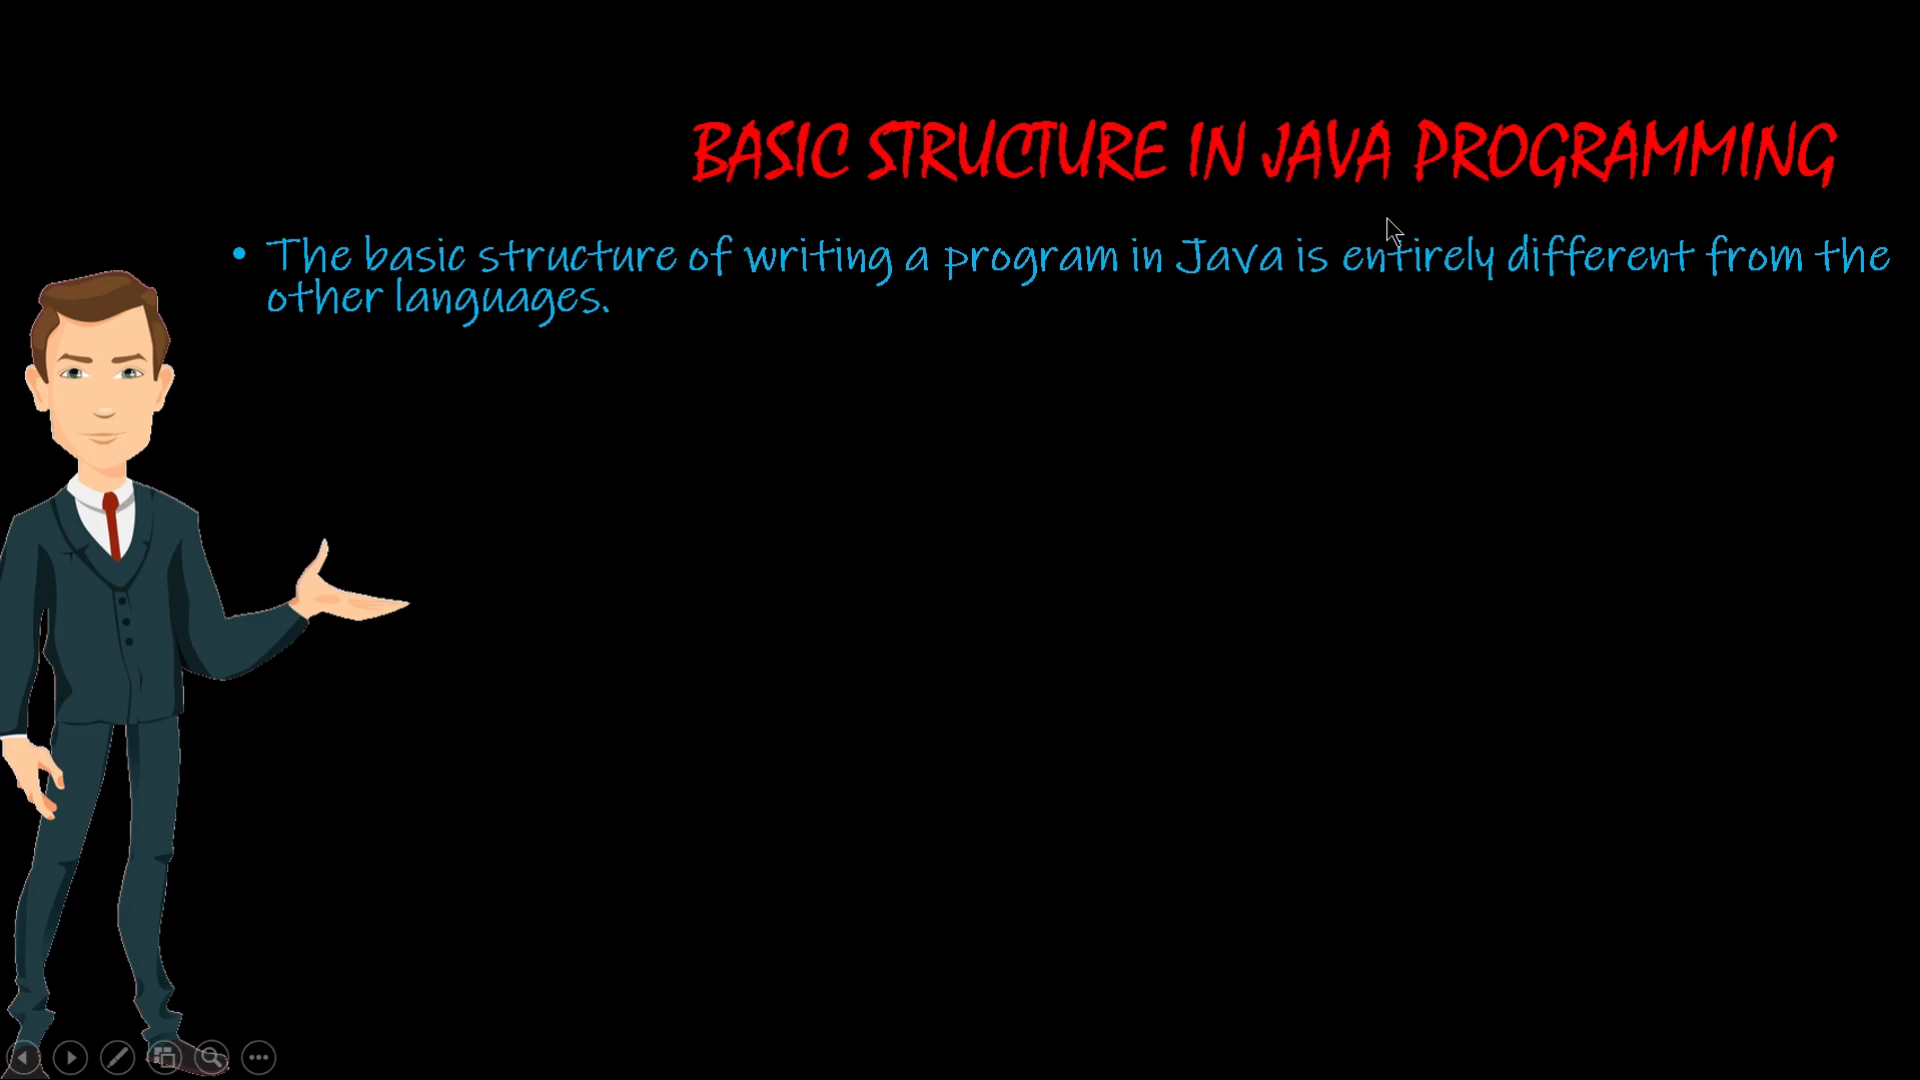 BASIC STRUCTURE IN JAVA PROGRAMMING
• The basic structure of writing a program in Java is entirely different from the
other languages.